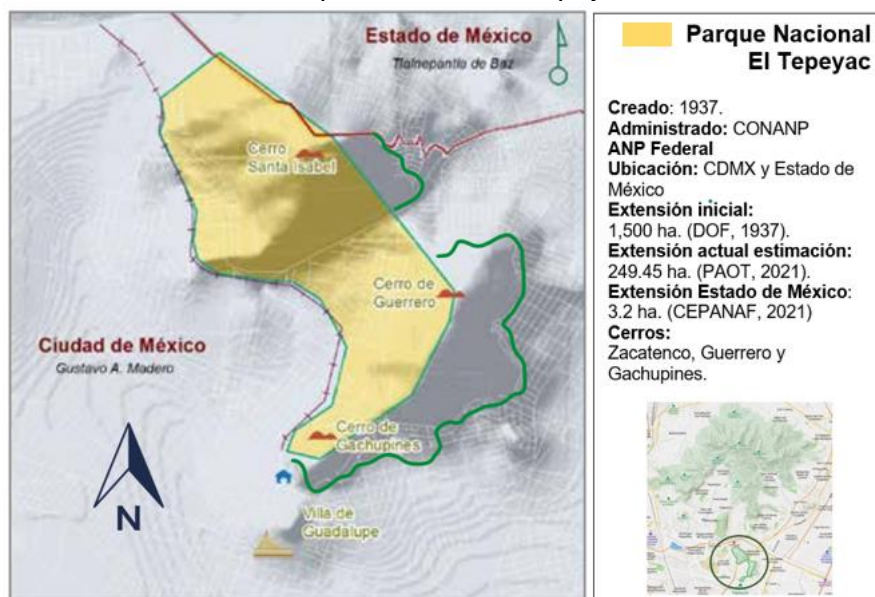 Estado de México
Tlalnepantla de Baz
Cerro
Santa Isabel
Cerro de
Guerrero
Ciudad de México
Gustavo A. Madero
Cerro de
Gachupines
N
Villa de
Guadalupe
Parque Nacional
El Tepeyac
Creado: 1937.
Administrado: CONANP
ANP Federal
Ubicación: CDMX y Estado de
México
Extensión inicial:
1,500 ha. (DOF, 1937).
Extensión actual estimación:
249.45 ha. (PAOT, 2021).
Extensión Estado de México:
3.2 ha. (CEPANAF, 2021)
Cerros:
Zacatenco, Guerrero y
Gachupines.